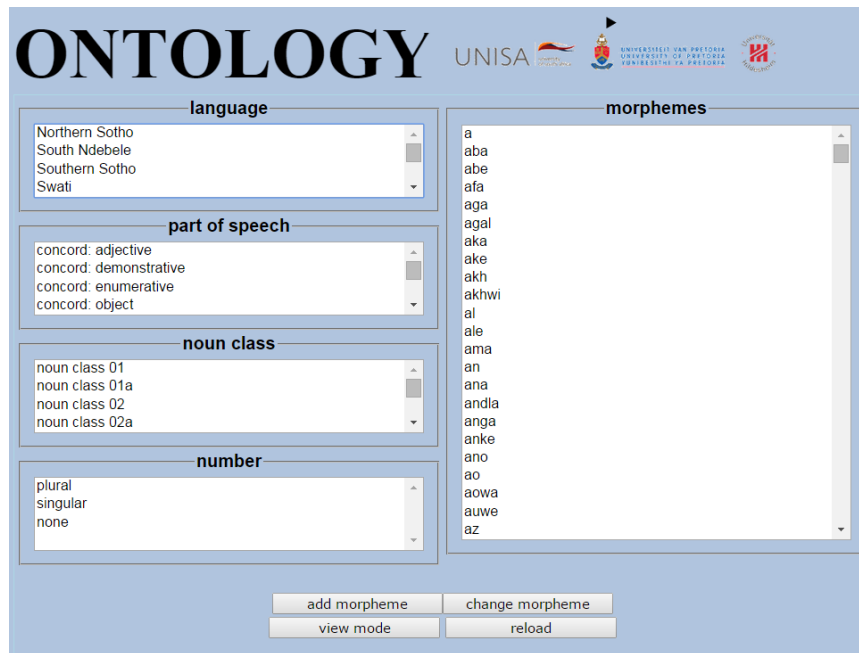 ONTOLOGY
UNISA
UNIVERSITEIT VAN PRETORIA
UNIVERSITY OF PRETORIA
YUNIBESITHI YA PRETORIA
language
Northern Sotho
South Ndebele
Southern Sotho
Swati
part of speech
concord: adjective
concord: demonstrative
concord: enumerative
concord: object
noun class
noun class 01
noun class 01a
noun class 02
noun class 02a
number
plural
singular
none
morphemes
a
aba
abe
afa
aga
agal
aka
ake
akh
akhwi
al
ale
ama
an
ana
andla
anga
anke
ano
ao
aowa
auwe
az
add morpheme
change morpheme
view mode
reload